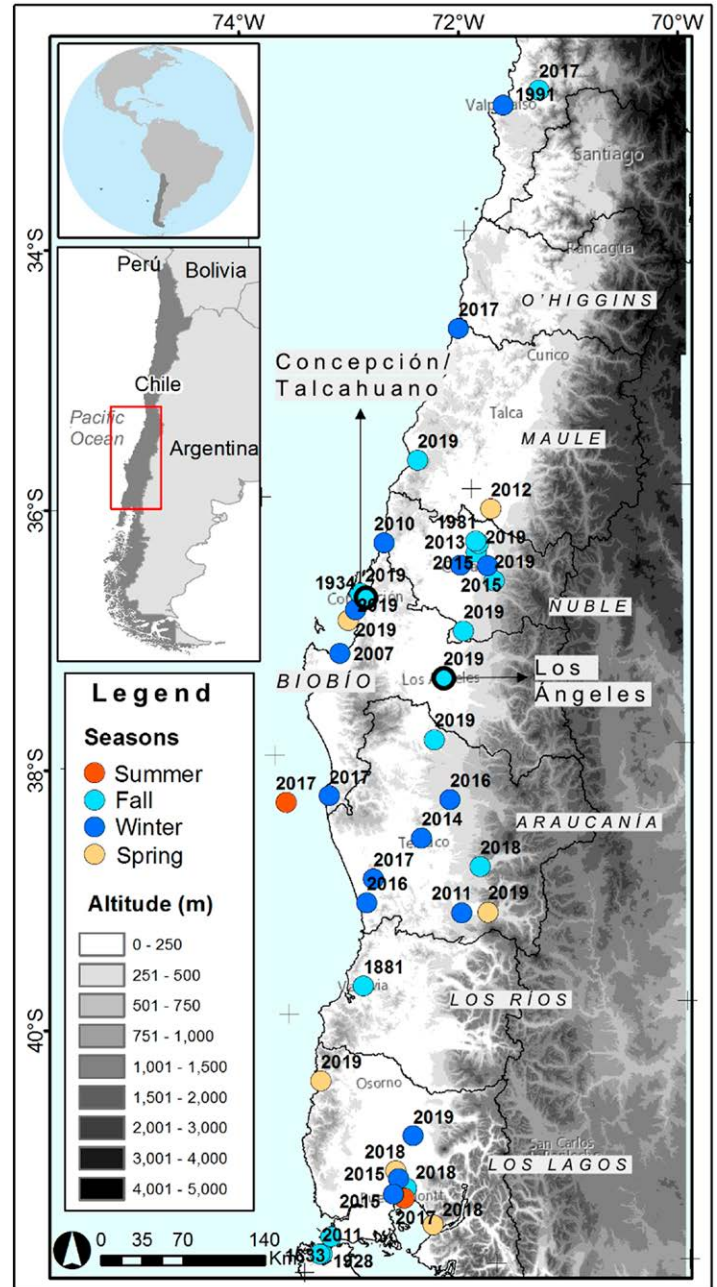 74°W
72°W
70°W
2017
1991
Valparaíso
Santiago
34°S
Rancagua
Perú
Bolivia
O'HIGGINS
2017
Concepción/
Talcahuano
Curico
Chile
Pacific
Ocean
Argentina
Talca
MAULE
2019
2012
36°S
2010
1981
2013
2019
2015
2019
2015
1934
2019
2019
2019
2019
ÑUBLE
2007
2019
BIOBÍO
Los Ángeles
Los
Ángeles
Legend
Seasons
Summer
Fall
Winter
Spring
2019
38°S
2017
2017
2016
ARAUCANÍA
2014
Temuco
2018
2017
2016
2011
2019
Altitude (m)
0 - 250
251 - 500
501 - 750
751 - 1,000
1,001 - 1,500
1,501 - 2,000
2,001 - 3,000
3,001 - 4,000
4,001 - 5,000
1881
Valdivia
LOS RÍOS
40°S
2019
Osorno
2019
San Carlos
LOS LAGOS
2018
2015
2018
2015
2017
2018
2011
1633
1928
0 35 70 140
Km